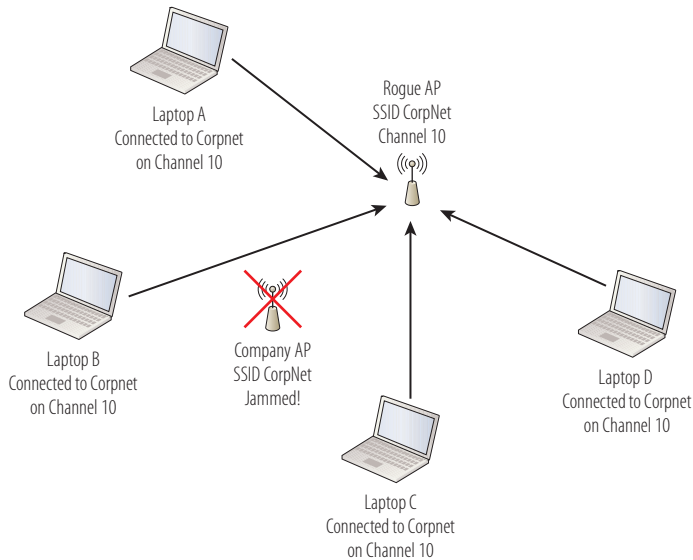 Laptop A
Connected to Corpnet
on Channel 10
Rogue AP
SSID CorpNet
Channel 10
Laptop B
Connected to Corpnet
on Channel 10
Company AP
SSID CorpNet
Jammed!
Laptop D
Connected to Corpnet
on Channel 10
Laptop C
Connected to Corpnet
on Channel 10